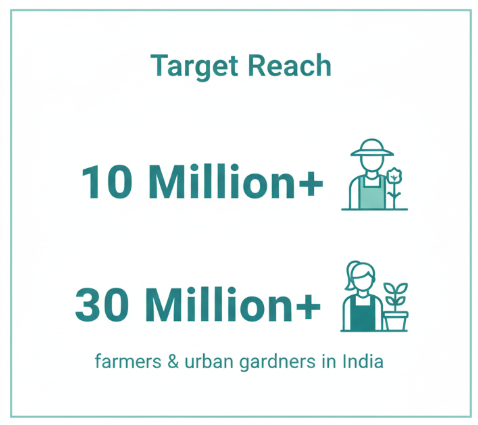 Target Reach
10 Million+
30 Million+
farmers & urban gardners in India